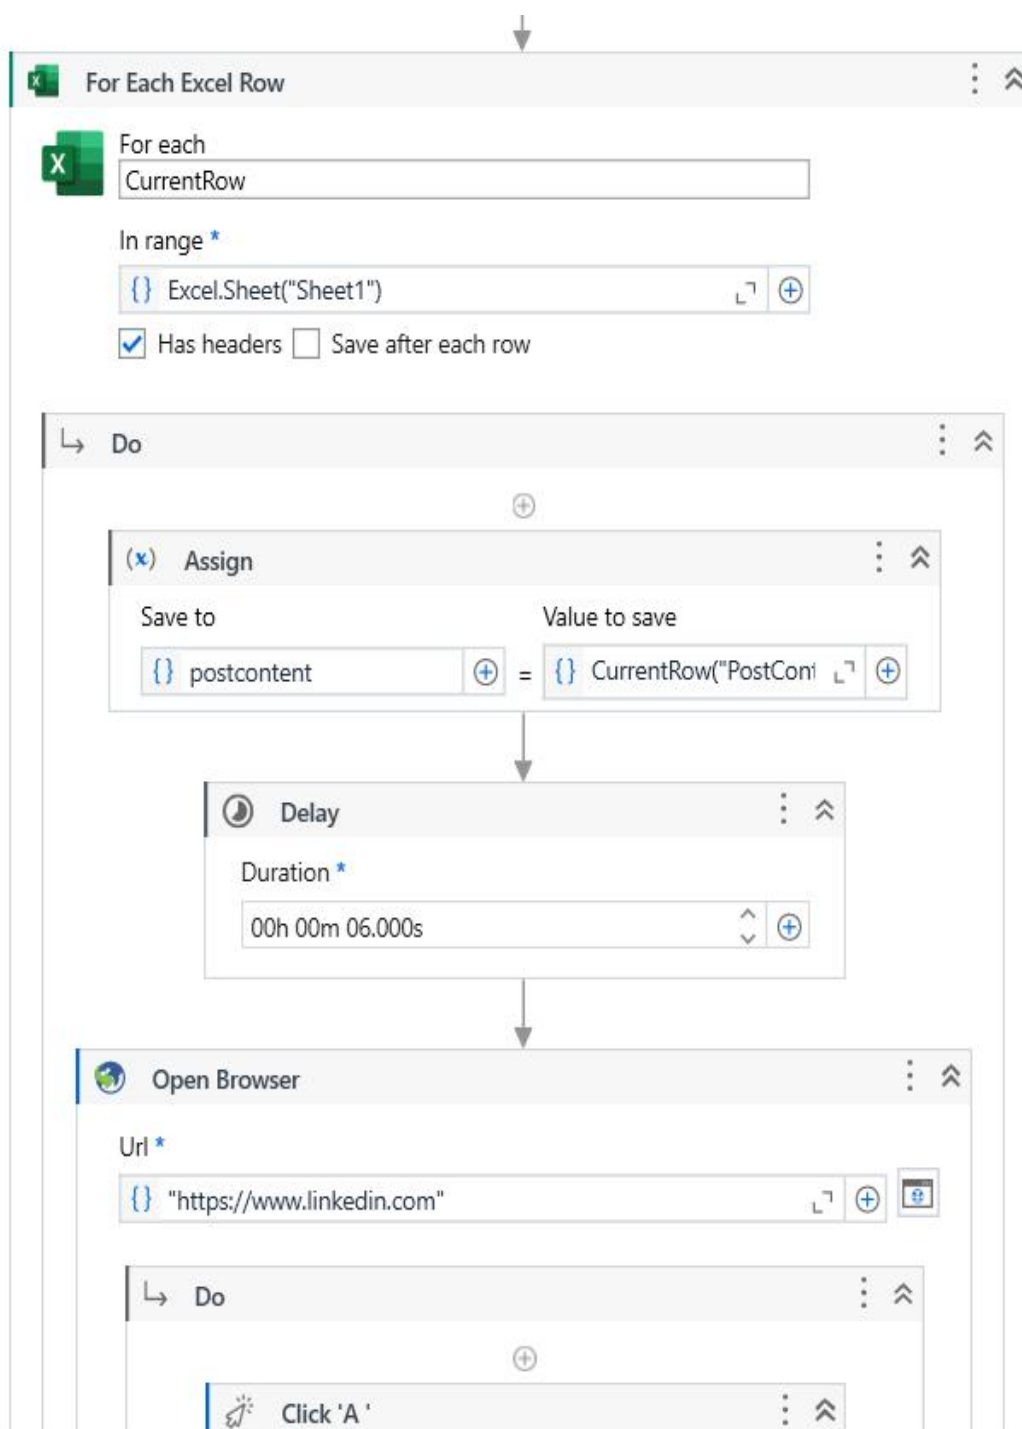 For Each Excel Row
For each
CurrentRow
In range *
{} Excel.Sheet("Sheet1")
Has headers Save after each row
Do
(x) Assign
Save to Value to save
{} postcontent = {} CurrentRow("PostCont
Delay
Duration *
00h 00m 06.000s
Open Browser
Url *
{} "https://www.linkedin.com"
Do
Click 'A '